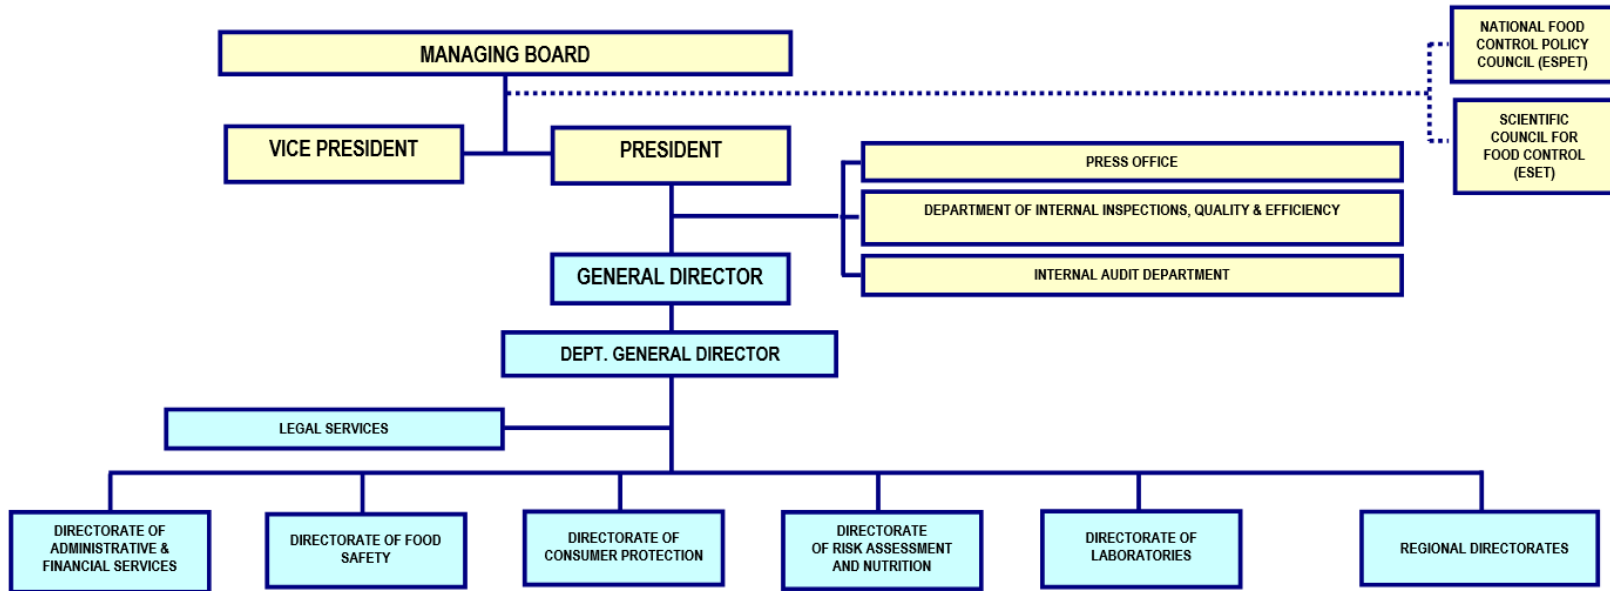 MANAGING BOARD
NATIONAL FOOD
CONTROL POLICY
COUNCIL (ESPET)
SCIENTIFIC
COUNCIL FOR
FOOD CONTROL
(ESET)
VICE PRESIDENT
PRESIDENT
PRESS OFFICE
DEPARTMENT OF INTERNAL INSPECTIONS, QUALITY & EFFICIENCY
INTERNAL AUDIT DEPARTMENT
GENERAL DIRECTOR
DEPT. GENERAL DIRECTOR
LEGAL SERVICES
DIRECTORATE OF
ADMINISTRATIVE &
FINANCIAL SERVICES
DIRECTORATE OF FOOD
SAFETY
DIRECTORATE OF
CONSUMER PROTECTION
DIRECTORATE
OF RISK ASSESSMENT
AND NUTRITION
DIRECTORATE OF
LABORATORIES
REGIONAL DIRECTORATES